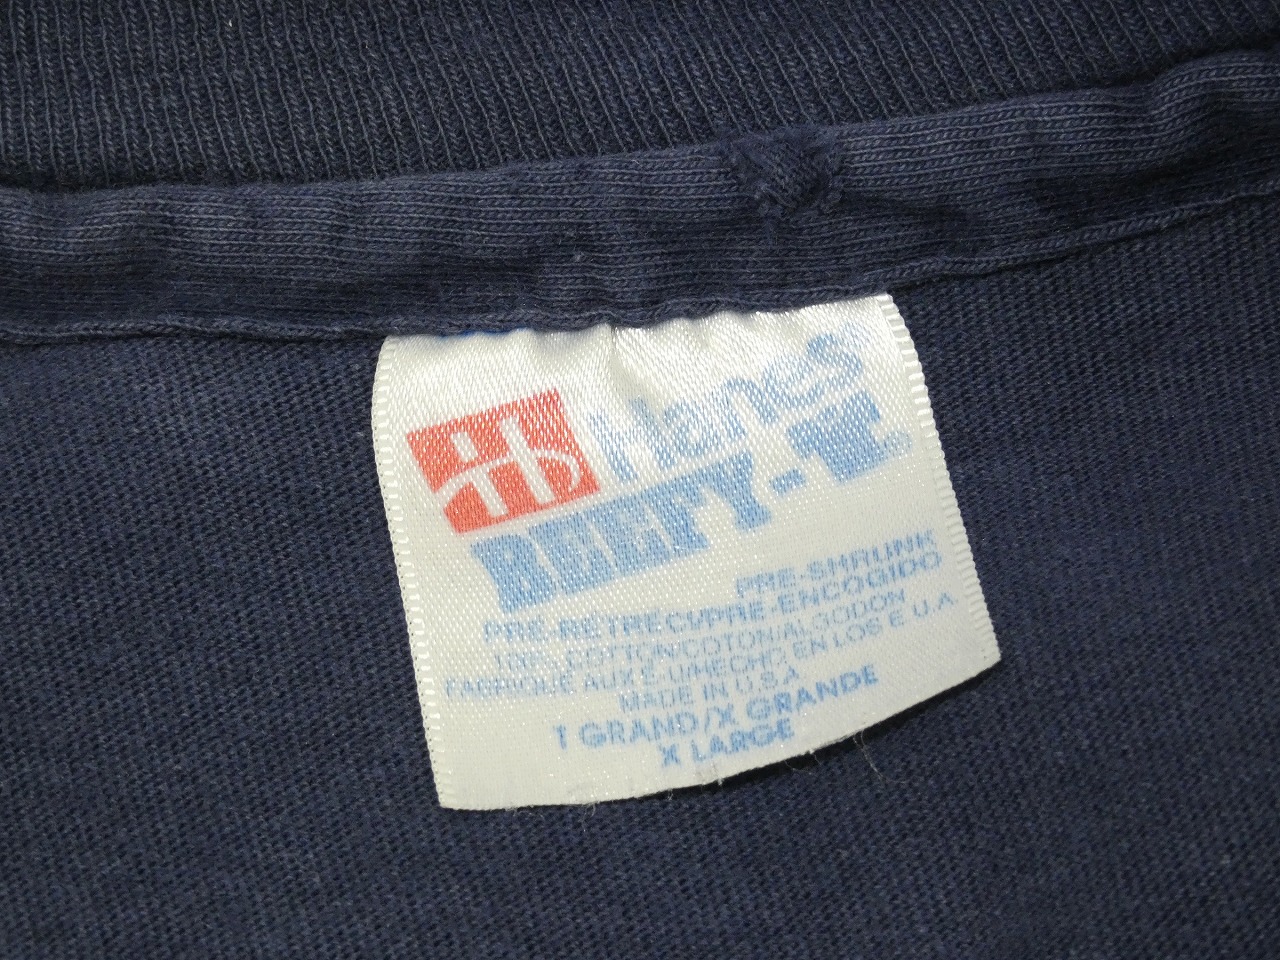 Hanes
BEEFY-T®
PRE-SHRUNK
PRE-RÉTRECI/PRE-ENCOGIDO
100% COTTON/COTON/ALGODON
FABRIQUE AUX É-U/HECHO EN LOS E.U.A
MADE IN U.S.A
1 GRAND/X GRANDE
X LARGE